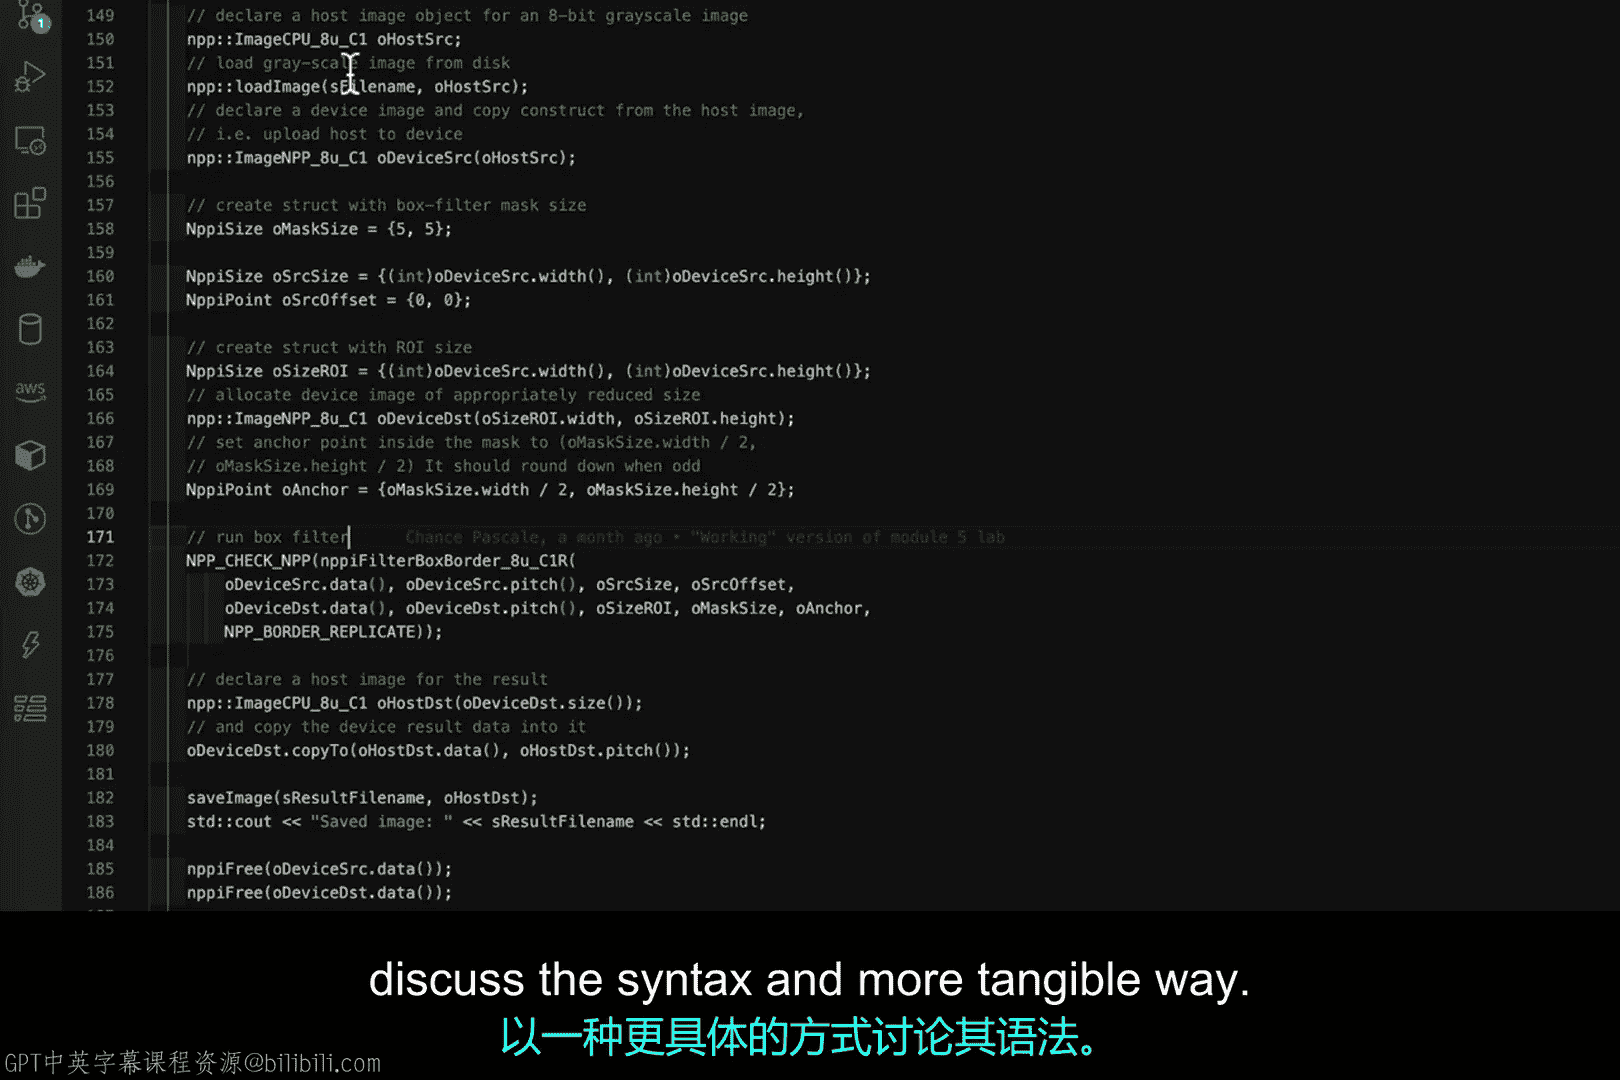 1
149 // declare a host image object for an 8-bit grayscale image
150 npp::ImageCPU_8u_C1 oHostSrc;
151 // load gray-scale image from disk
152 npp::loadImage(sFilename, oHostSrc);
153 // declare a device image and copy construct from the host image,
154 // i.e. upload host to device
155 npp::ImageNPP_8u_C1 oDeviceSrc(oHostSrc);
156
157 // create struct with box-filter mask size
158 NppiSize oMaskSize = {5, 5};
159
160 NppiSize oSrcSize = {(int)oDeviceSrc.width(), (int)oDeviceSrc.height()};
161 NppiPoint oSrcOffset = {0, 0};
162
163 // create struct with ROI size
164 NppiSize oSizeROI = {(int)oDeviceSrc.width(), (int)oDeviceSrc.height()};
165 // allocate device image of appropriately reduced size
166 npp::ImageNPP_8u_C1 oDeviceDst(oSizeROI.width, oSizeROI.height);
167 // set anchor point inside the mask to (oMaskSize.width / 2,
168 // oMaskSize.height / 2) It should round down when odd
169 NppiPoint oAnchor = {oMaskSize.width / 2, oMaskSize.height / 2};
170
171 // run box filter Chance Pascale, a month ago • "Working" version of module 5 lab
172 NPP_CHECK_NPP(nppiFilterBoxBorder_8u_C1R(
173 oDeviceSrc.data(), oDeviceSrc.pitch(), oSrcSize, oSrcOffset,
174 oDeviceDst.data(), oDeviceDst.pitch(), oSizeROI, oMaskSize, oAnchor,
175 NPP_BORDER_REPLICATE));
176
177 // declare a host image for the result
178 npp::ImageCPU_8u_C1 oHostDst(oDeviceDst.size());
179 // and copy the device result data into it
180 oDeviceDst.copyTo(oHostDst.data(), oHostDst.pitch());
181
182 saveImage(sResultFilename, oHostDst);
183 std::cout << "Saved image: " << sResultFilename << std::endl;
184
185 nppiFree(oDeviceSrc.data());
186 nppiFree(oDeviceDst.data());
aws
discuss the syntax and more tangible way.
以一种更具体的方式讨论其语法。
GPT中英字幕课程资源@bilibili.com